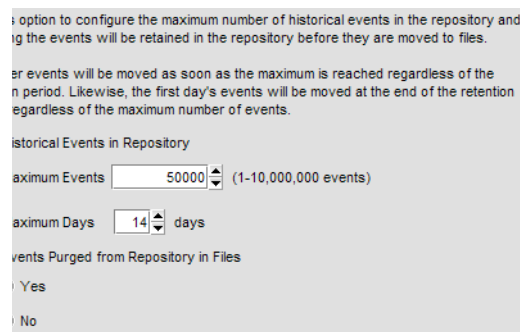 s option to configure the maximum number of historical events in the repository and
ng the events will be retained in the repository before they are moved to files.
er events will be moved as soon as the maximum is reached regardless of the
n period. Likewise, the first day's events will be moved at the end of the retention
egardless of the maximum number of events.
istorical Events in Repository
aximum Events 50000 (1-10,000,000 events)
aximum Days 14 days
vents Purged from Repository in Files
Yes
No